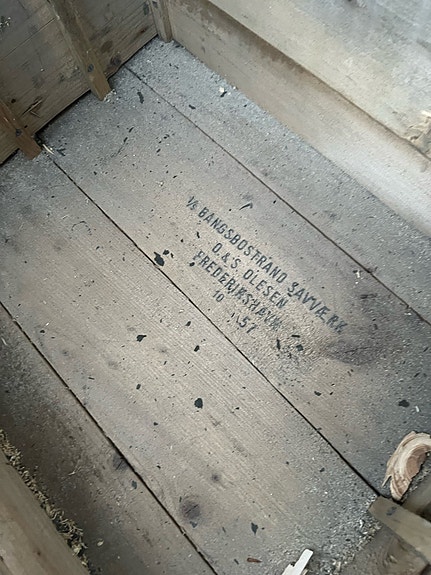 I/S BANGSBOSTRAND SAVVÆRK
O. & S. OLESEN
FREDERIKSHAVN
10 57